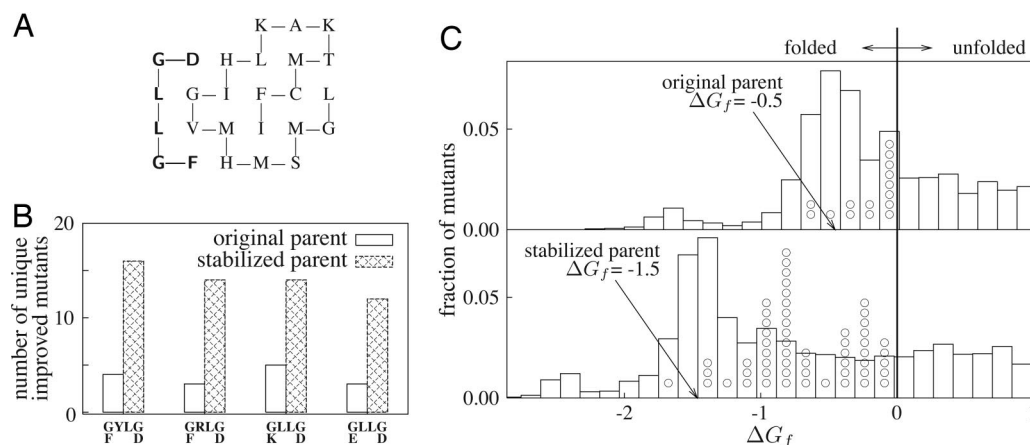 A
K—A—K
G—D H—L M—T
L G—I F—C L
L V—M I M—G
G—F H—M—S
B
20
10
0
number of unique
improved mutants
original parent
stabilized parent
GYLG GRLG GLLG GLLG
F D F D K D E D
C
folded unfolded
original parent
ΔG_f = -0.5
0.05
0.00
stabilized parent
ΔG_f = -1.5
0.05
0.00
fraction of mutants
-2 -1 0
ΔG_f